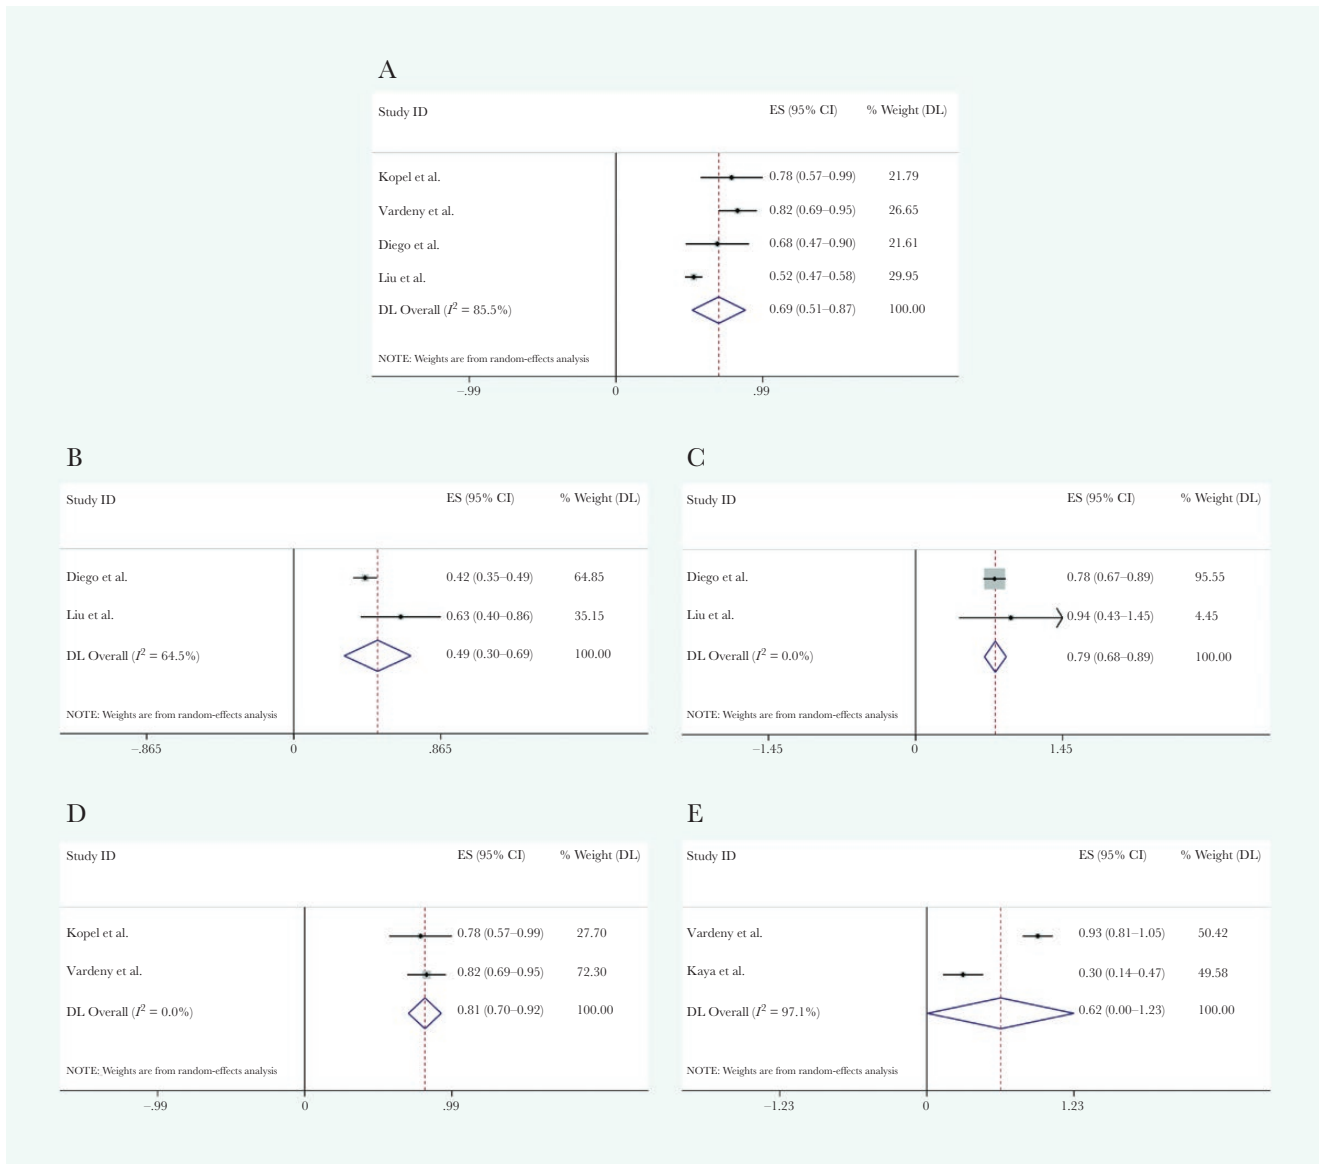 A
Study ID ES (95% CI) % Weight (DL)
Kopel et al. 0.78 (0.57–0.99) 21.79
Vardeny et al. 0.82 (0.69–0.95) 26.65
Diego et al. 0.68 (0.47–0.90) 21.61
Liu et al. 0.52 (0.47–0.58) 29.95
DL Overall (I² = 85.5%) 0.69 (0.51–0.87) 100.00
NOTE: Weights are from random-effects analysis
–.99 0 .99
B
Study ID ES (95% CI) % Weight (DL)
Diego et al. 0.42 (0.35–0.49) 64.85
Liu et al. 0.63 (0.40–0.86) 35.15
DL Overall (I² = 64.5%) 0.49 (0.30–0.69) 100.00
NOTE: Weights are from random-effects analysis
–.865 0 .865
C
Study ID ES (95% CI) % Weight (DL)
Diego et al. 0.78 (0.67–0.89) 95.55
Liu et al. 0.94 (0.43–1.45) 4.45
DL Overall (I² = 0.0%) 0.79 (0.68–0.89) 100.00
NOTE: Weights are from random-effects analysis
–1.45 0 1.45
D
Study ID ES (95% CI) % Weight (DL)
Kopel et al. 0.78 (0.57–0.99) 27.70
Vardeny et al. 0.82 (0.69–0.95) 72.30
DL Overall (I² = 0.0%) 0.81 (0.70–0.92) 100.00
NOTE: Weights are from random-effects analysis
–.99 0 .99
E
Study ID ES (95% CI) % Weight (DL)
Vardeny et al. 0.93 (0.81–1.05) 50.42
Kaya et al. 0.30 (0.14–0.47) 49.58
DL Overall (I² = 97.1%) 0.62 (0.00–1.23) 100.00
NOTE: Weights are from random-effects analysis
–1.23 0 1.23